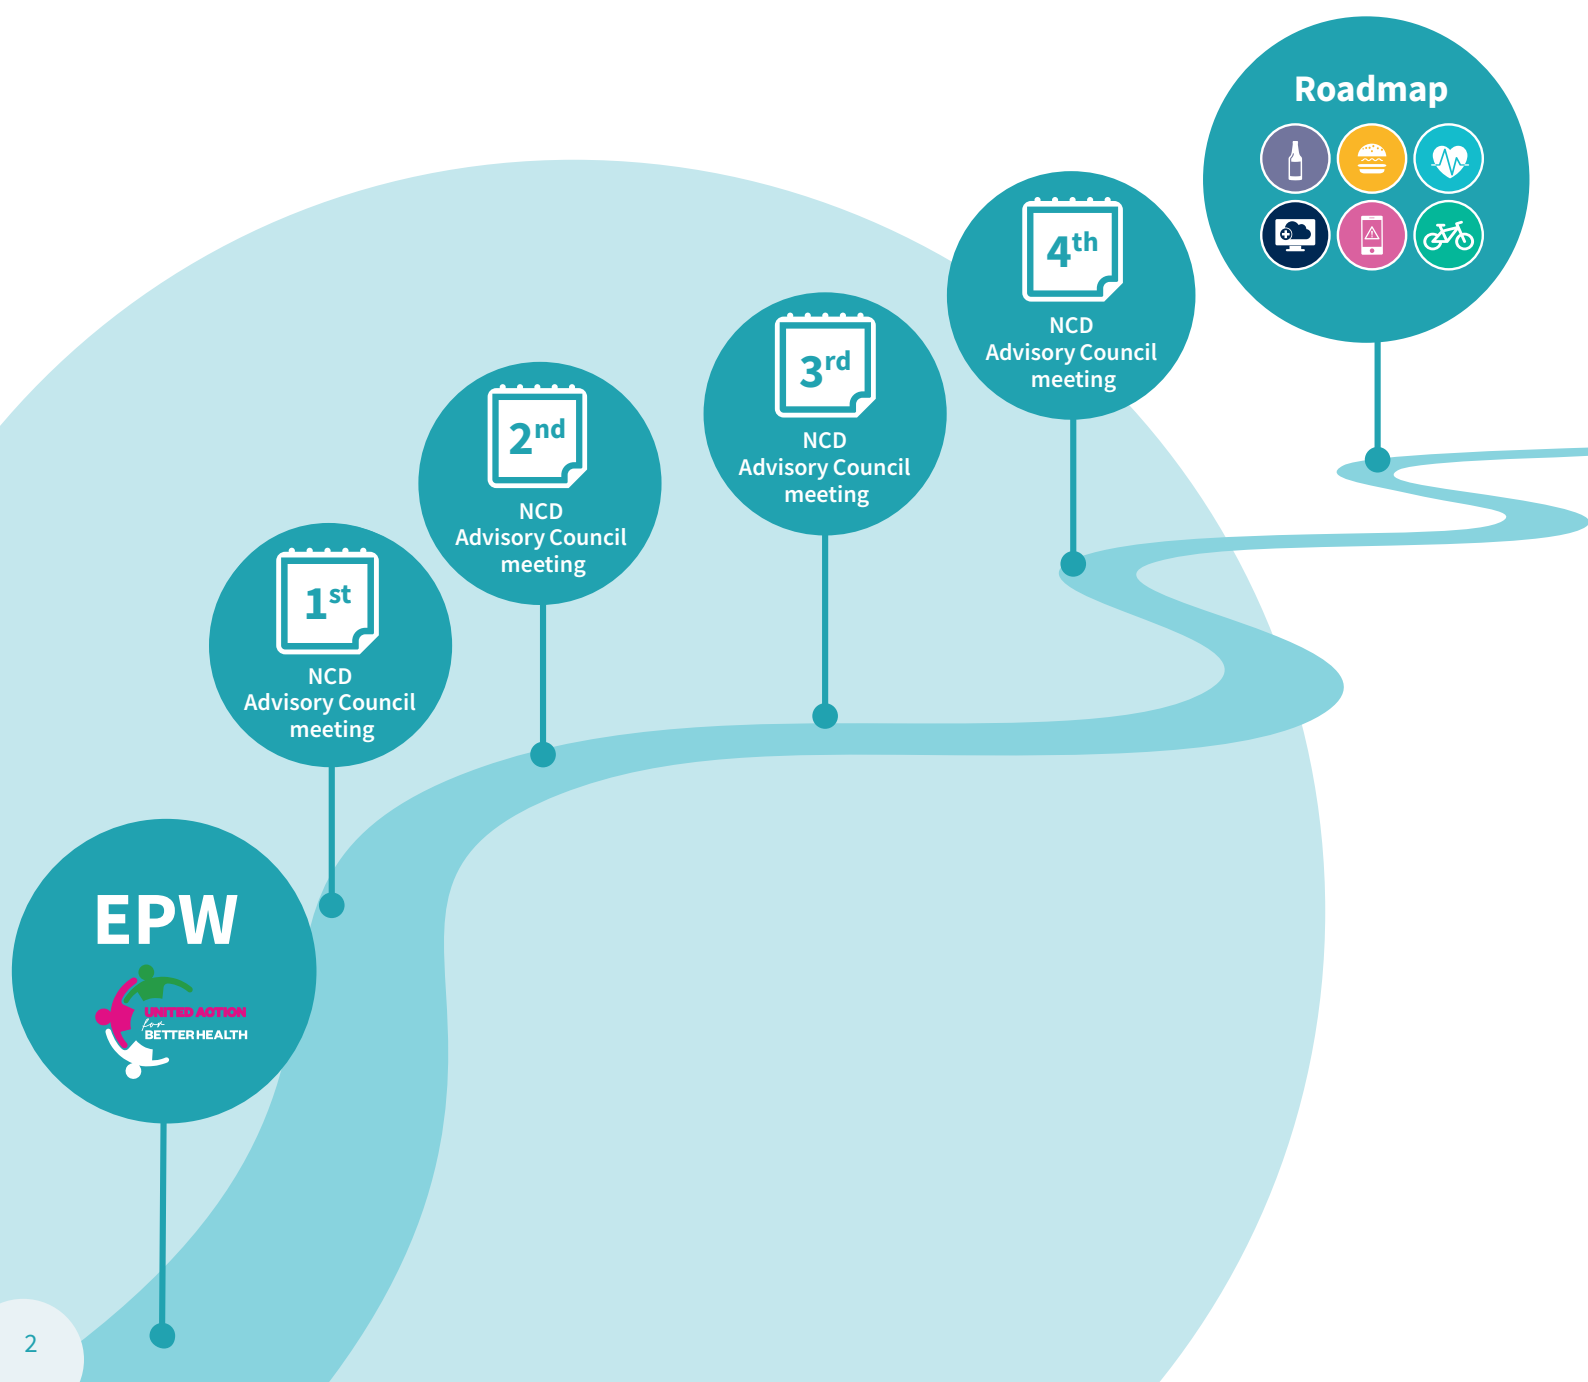 Roadmap
4th
NCD
Advisory Council
meeting
3rd
NCD
Advisory Council
meeting
2nd
NCD
Advisory Council
meeting
1st
NCD
Advisory Council
meeting
EPW
UNITED ACTION
for
BETTER HEALTH
2